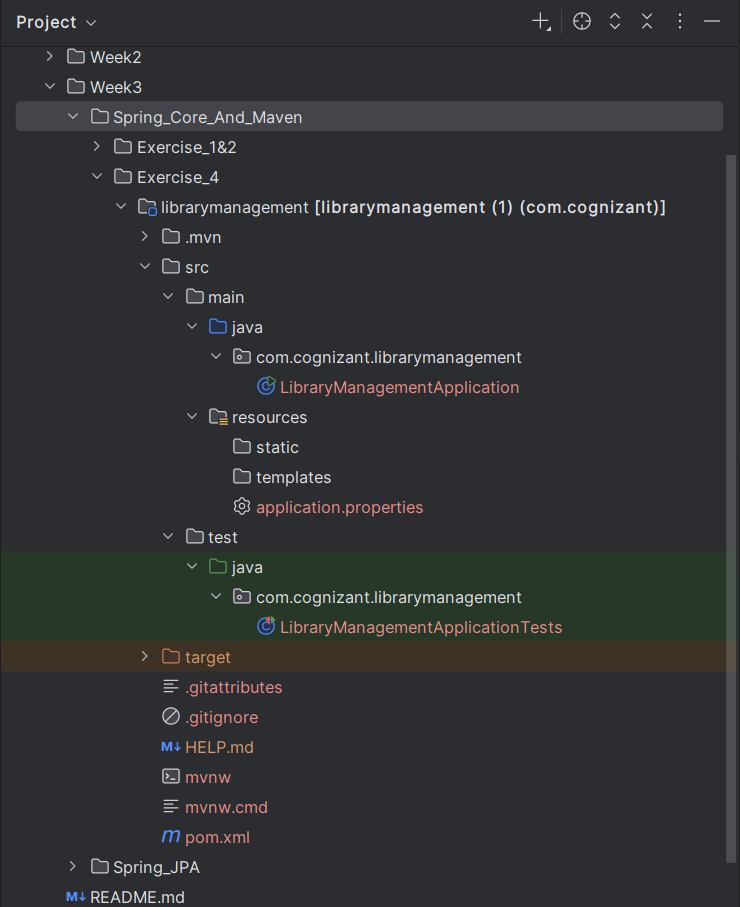 Project
Week2
Week3
Spring_Core_And_Maven
Exercise_1&2
Exercise_4
librarymanagement [librarymanagement (1) (com.cognizant)]
.mvn
src
main
java
com.cognizant.librarymanagement
C LibraryManagementApplication
resources
static
templates
application.properties
test
java
com.cognizant.librarymanagement
C LibraryManagementApplicationTests
target
.gitattributes
.gitignore
M↓ HELP.md
mvnw
mvnw.cmd
m pom.xml
Spring_JPA
M↓ README.md